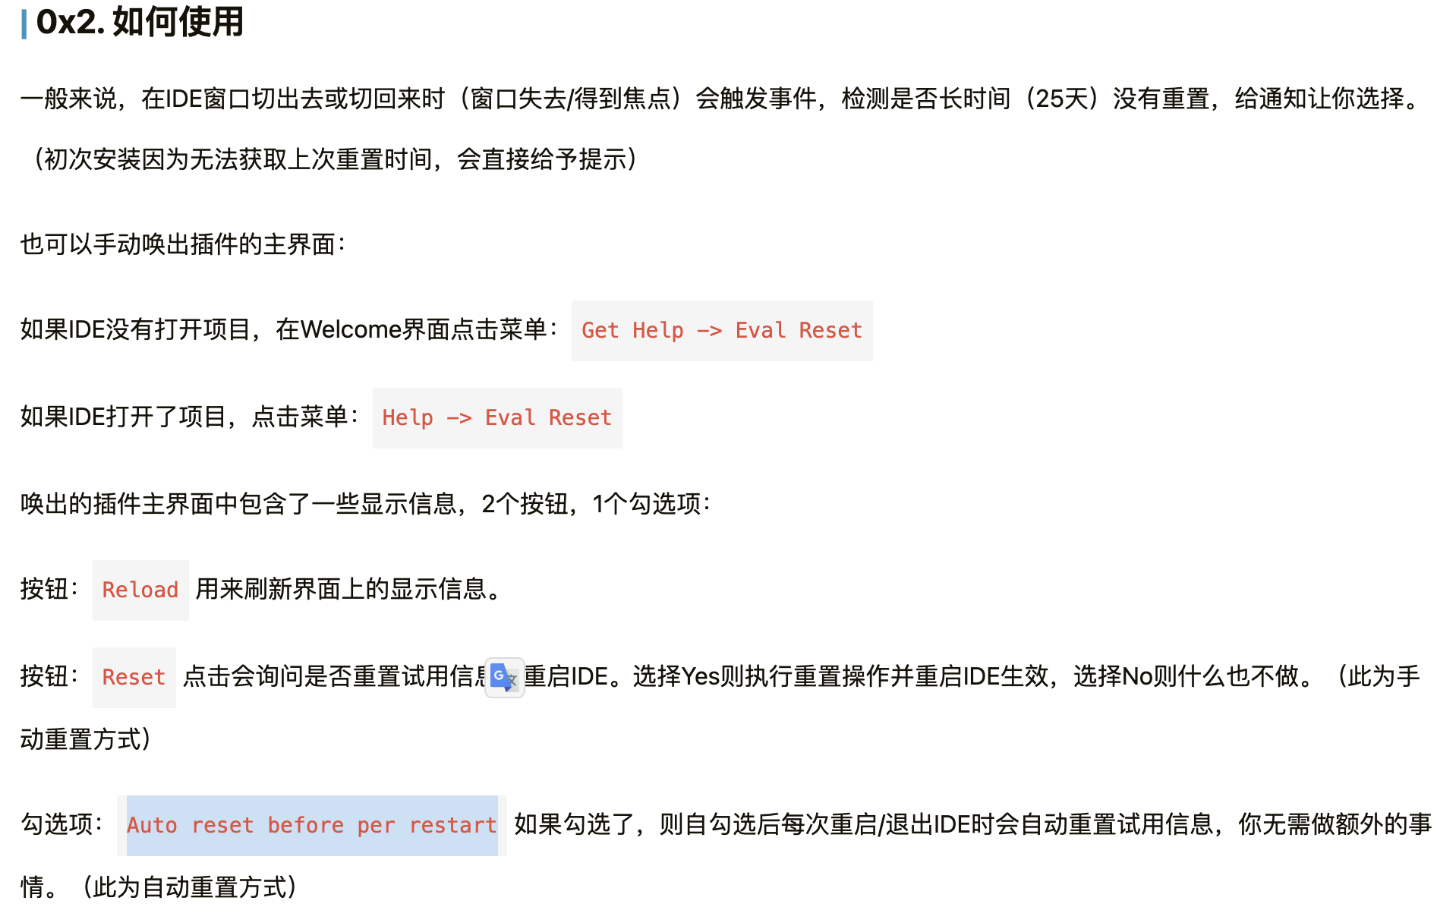 0x2. 如何使用
一般来说，在IDE窗口切出去或切回来时（窗口失去/得到焦点）会触发事件，检测是否长时间（25天）没有重置，给通知让你选择。
（初次安装因为无法获取上次重置时间，会直接给予提示）
也可以手动唤出插件的主界面：
如果IDE没有打开项目，在Welcome界面点击菜单： Get Help -> Eval Reset
如果IDE打开了项目，点击菜单： Help -> Eval Reset
唤出的插件主界面中包含了一些显示信息，2个按钮，1个勾选项：
按钮： Reload 用来刷新界面上的显示信息。
按钮： Reset 点击会询问是否重置试用信息重启IDE。选择Yes则执行重置操作并重启IDE生效，选择No则什么也不做。（此为手
动重置方式）
勾选项： Auto reset before per restart 如果勾选了，则自勾选后每次重启/退出IDE时会自动重置试用信息，你无需做额外的事
情。（此为自动重置方式）